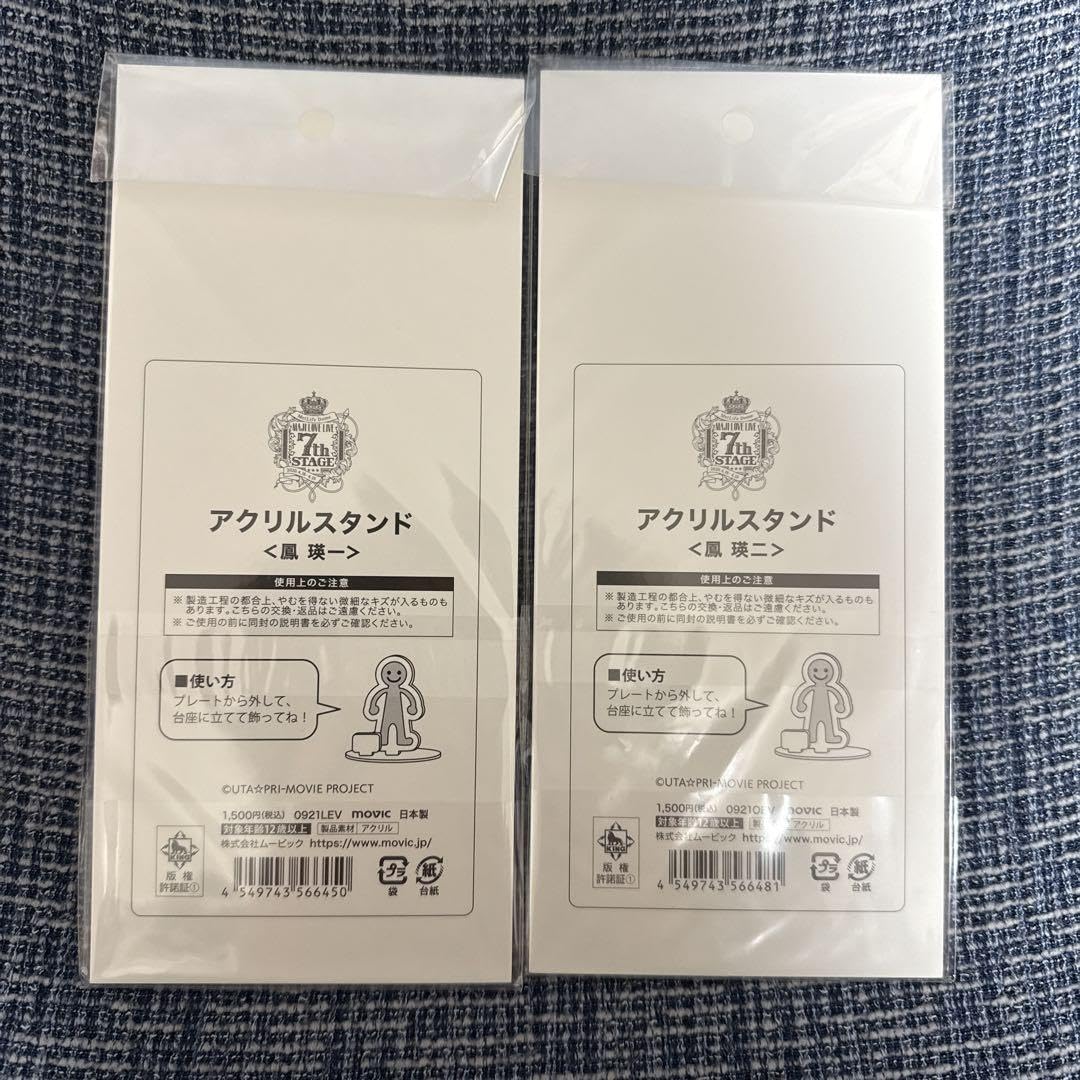 MetLife Dome
MAJI LOVE LIVE
7th
STAGE
アクリルスタンド
<鳳 瑛一>
使用上のご注意
※製造工程の都合上、やむを得ない微細なキズが入るものも
あります。こちらの交換・返品はご遠慮ください。
※ご使用の前に同封の説明書を必ずご確認ください。
■使い方
プレートから外して、
台座に立てて飾ってね!
©UTA☆PRI-MOVIE PROJECT
1,500円(税込) 0921LEV movic 日本製
対象年齢12歳以上 製品素材 アクリル
株式会社ムービック https://www.movic.jp/
KING
版権
許諾証①
4 549743 566450
プラ
袋
紙
台紙
MetLife Dome
MAJI LOVE LIVE
7th
STAGE
アクリルスタンド
<鳳 瑛二>
使用上のご注意
※製造工程の都合上、やむを得ない微細なキズが入るものも
あります。こちらの交換・返品はご遠慮ください。
※ご使用の前に同封の説明書を必ずご確認ください。
■使い方
プレートから外して、
台座に立てて飾ってね!
©UTA☆PRI-MOVIE PROJECT
1,500円(税込) 0921OEV movic 日本製
対象年齢12歳以上 アクリル
株式会社ムービック https://www.movic.jp/
KING
版権
許諾証①
4 549743 566481
プラ
袋
紙
台紙